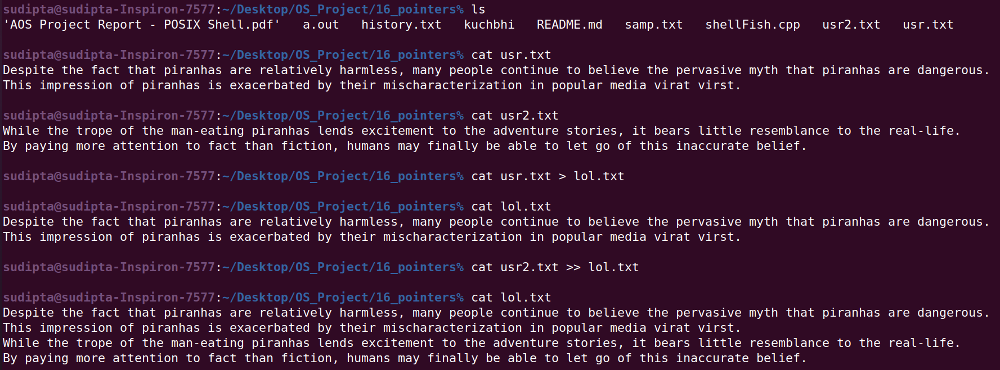 sudipta@sudipta-Inspiron-7577:~/Desktop/OS_Project/16_pointers% ls
'AOS Project Report - POSIX Shell.pdf'   a.out   history.txt   kuchbhi   README.md   samp.txt   shellFish.cpp   usr2.txt   usr.txt
sudipta@sudipta-Inspiron-7577:~/Desktop/OS_Project/16_pointers% cat usr.txt
Despite the fact that piranhas are relatively harmless, many people continue to believe the pervasive myth that piranhas are dangerous.
This impression of piranhas is exacerbated by their mischaracterization in popular media virat virst.
sudipta@sudipta-Inspiron-7577:~/Desktop/OS_Project/16_pointers% cat usr2.txt
While the trope of the man-eating piranhas lends excitement to the adventure stories, it bears little resemblance to the real-life.
By paying more attention to fact than fiction, humans may finally be able to let go of this inaccurate belief.
sudipta@sudipta-Inspiron-7577:~/Desktop/OS_Project/16_pointers% cat usr.txt > lol.txt
sudipta@sudipta-Inspiron-7577:~/Desktop/OS_Project/16_pointers% cat lol.txt
Despite the fact that piranhas are relatively harmless, many people continue to believe the pervasive myth that piranhas are dangerous.
This impression of piranhas is exacerbated by their mischaracterization in popular media virat virst.
sudipta@sudipta-Inspiron-7577:~/Desktop/OS_Project/16_pointers% cat usr2.txt >> lol.txt
sudipta@sudipta-Inspiron-7577:~/Desktop/OS_Project/16_pointers% cat lol.txt
Despite the fact that piranhas are relatively harmless, many people continue to believe the pervasive myth that piranhas are dangerous.
This impression of piranhas is exacerbated by their mischaracterization in popular media virat virst.
While the trope of the man-eating piranhas lends excitement to the adventure stories, it bears little resemblance to the real-life.
By paying more attention to fact than fiction, humans may finally be able to let go of this inaccurate belief.